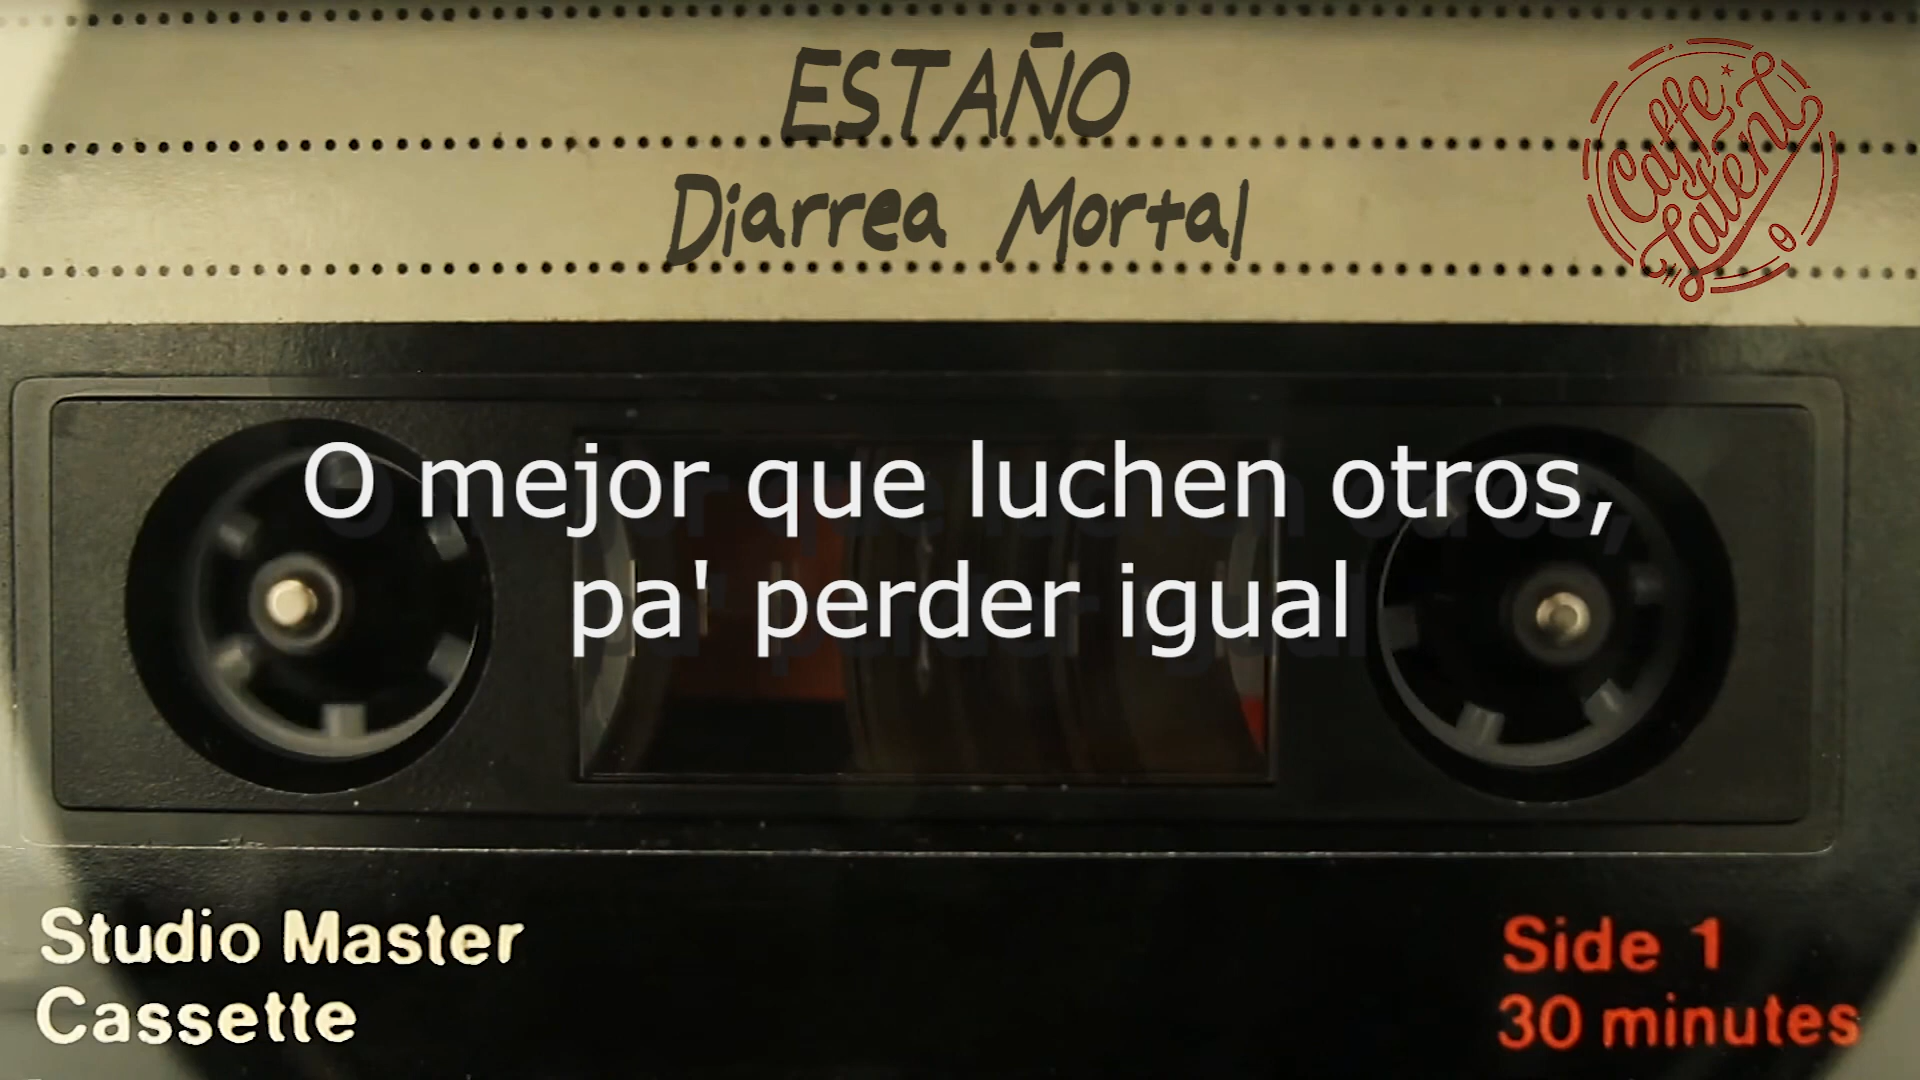 ESTAÑO
Diarrea Mortal
Caffe
Latent
O mejor que luchen otros,
pa' perder igual
Studio Master
Cassette
Side 1
30 minutes